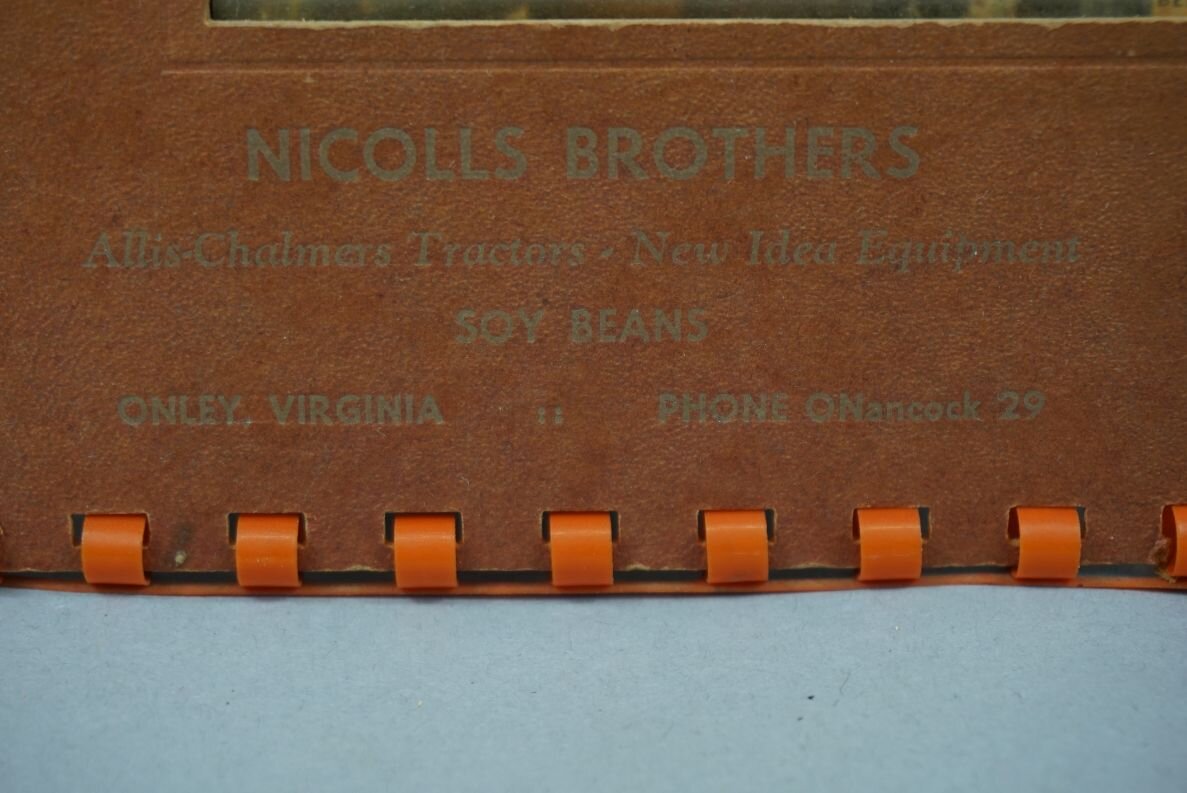 NICOLLS BROTHERS
Allis-Chalmers Tractors - New Idea Equipment
SOY BEANS
ONLEY, VIRGINIA :: PHONE ONancock 29